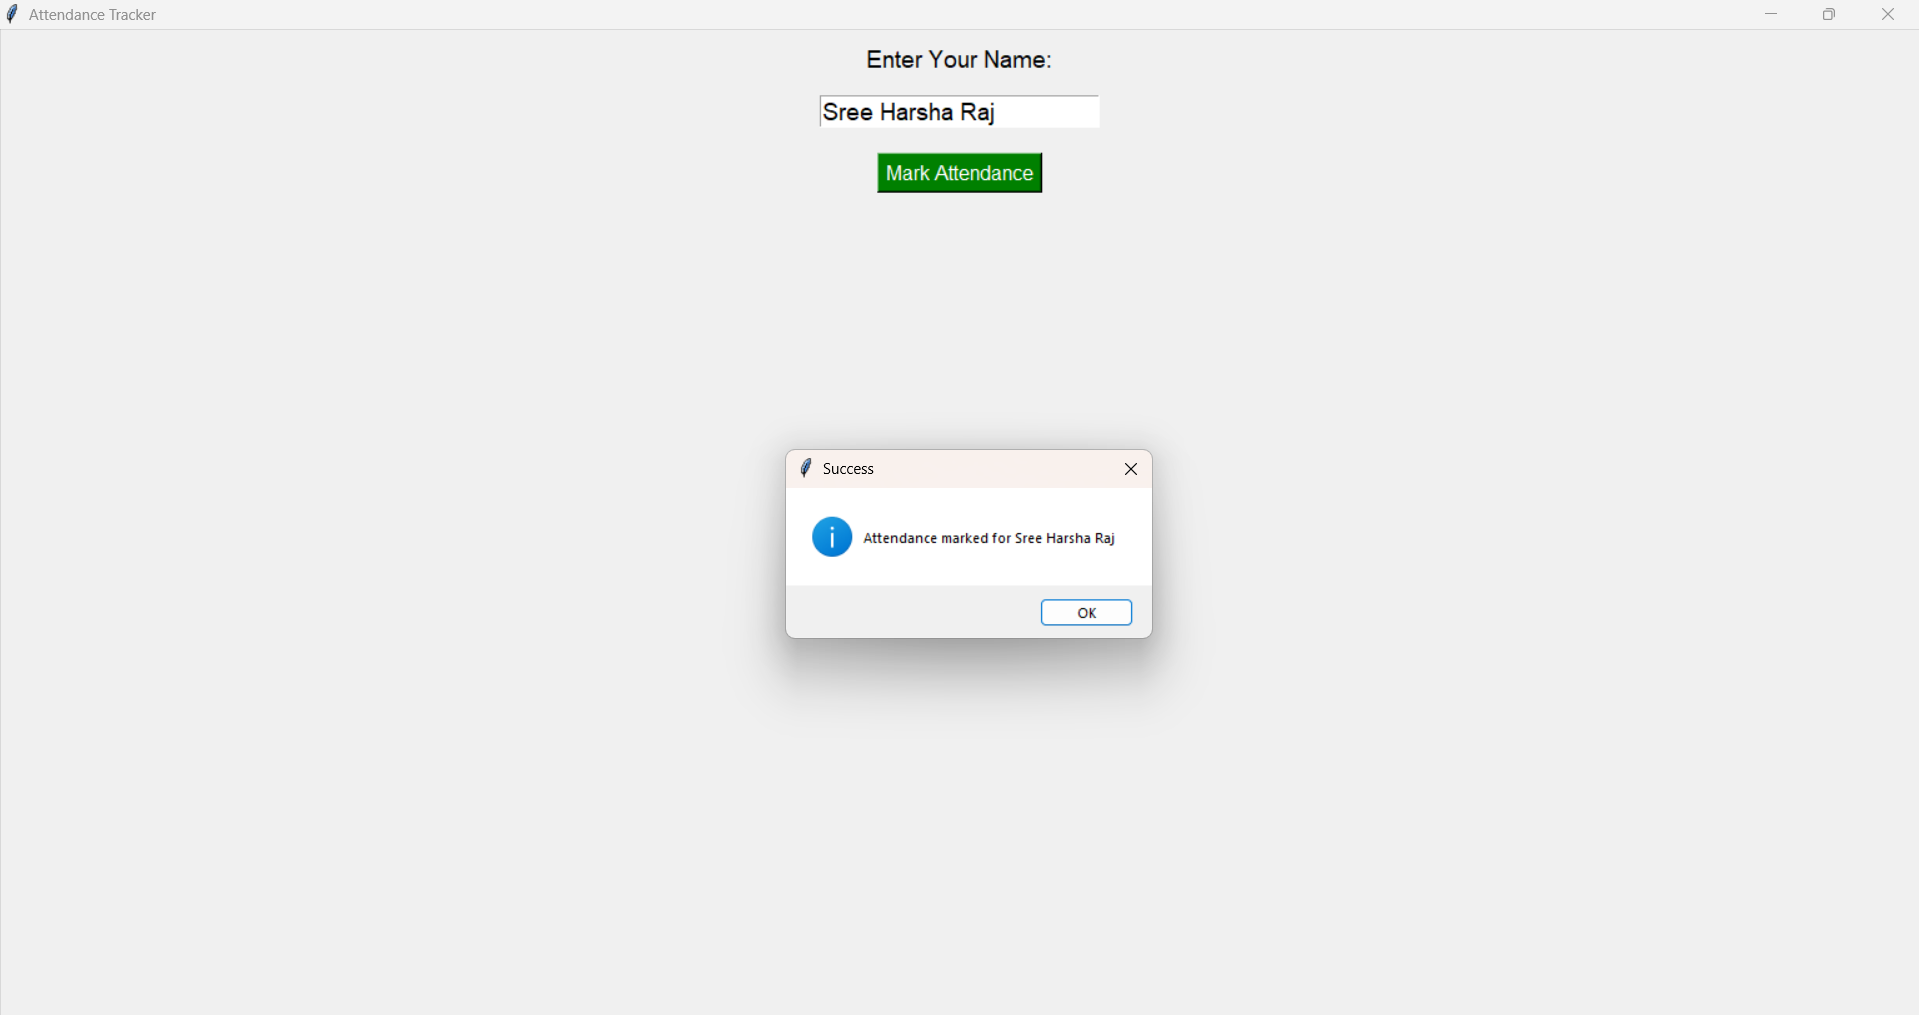 Attendance Tracker
Enter Your Name:
Sree Harsha Raj
Mark Attendance
Success
Attendance marked for Sree Harsha Raj
OK